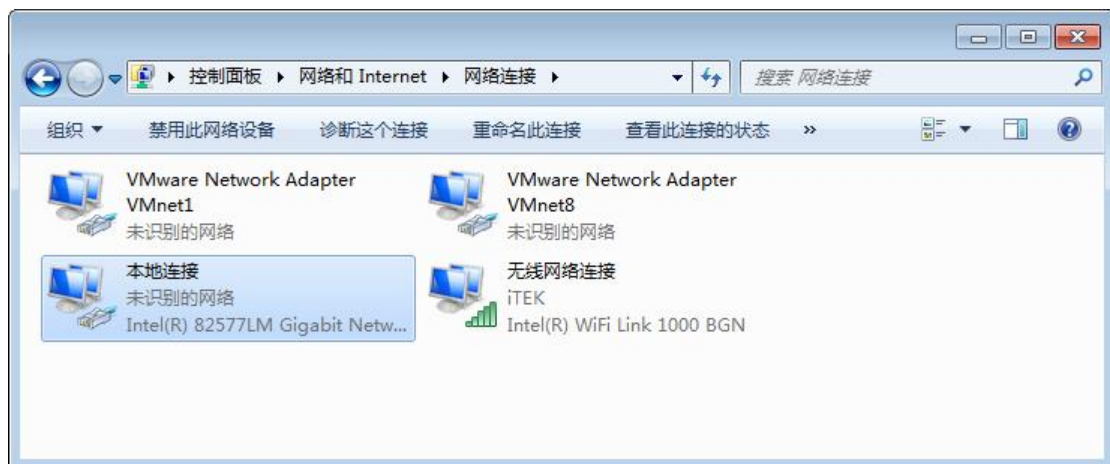 控制面板 ▸ 网络和 Internet ▸ 网络连接 ▸
搜索 网络连接
组织 禁用此网络设备 诊断这个连接 重命名此连接 查看此连接的状态 »
VMware Network Adapter
VMnet1
未识别的网络
VMware Network Adapter
VMnet8
未识别的网络
本地连接
未识别的网络
Intel(R) 82577LM Gigabit Netw...
无线网络连接
iTEK
Intel(R) WiFi Link 1000 BGN